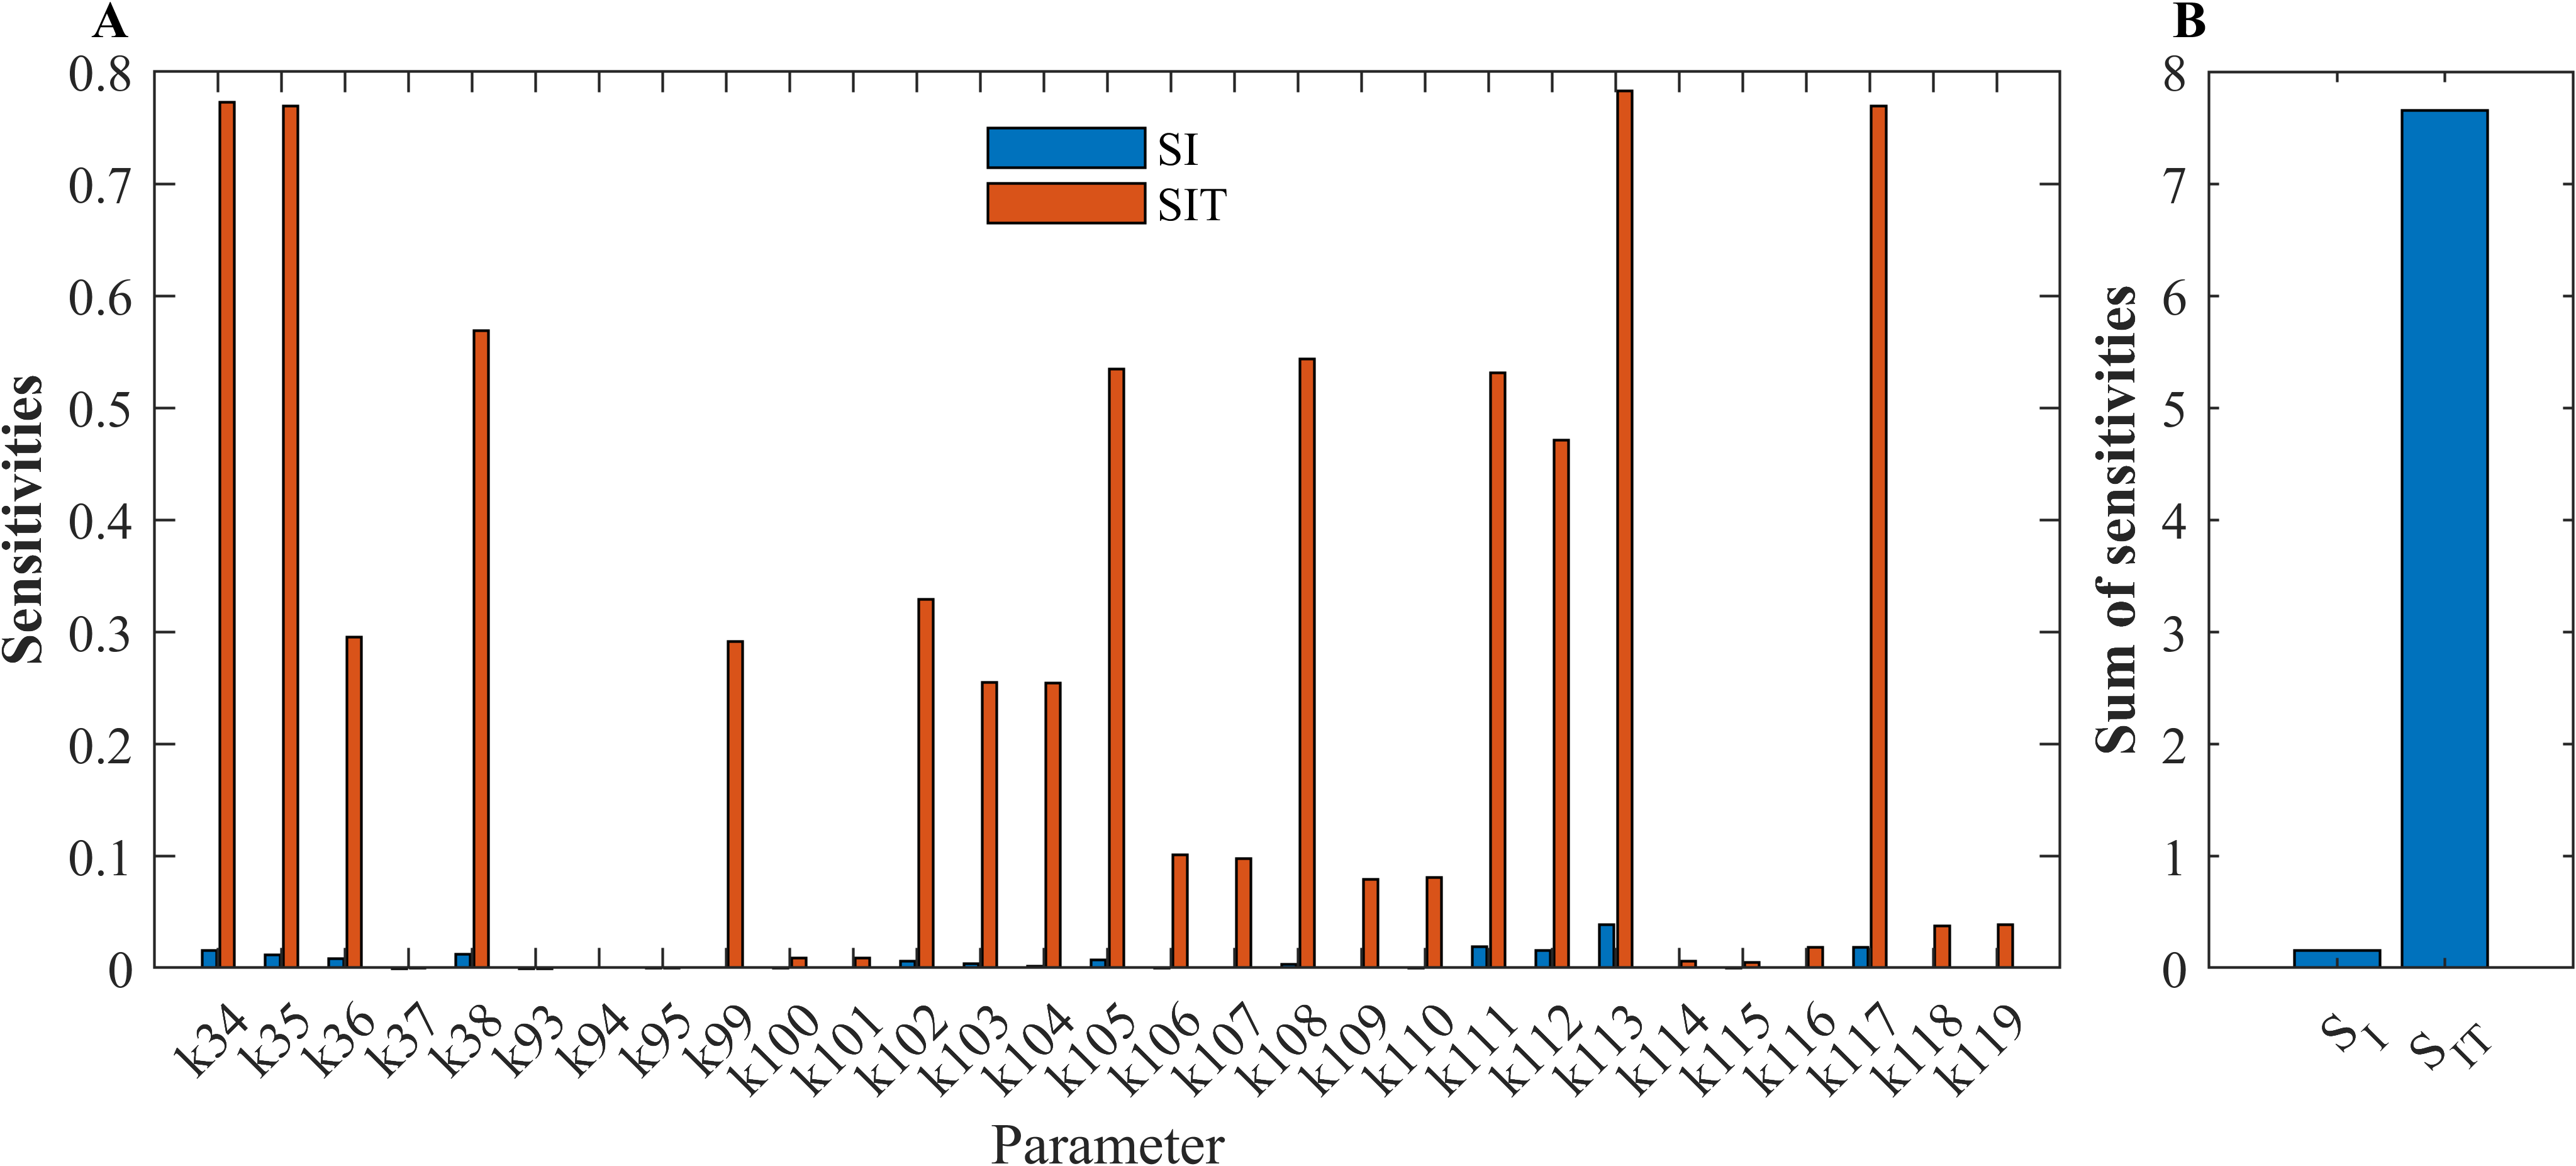 A
0.8
0.7
0.6
0.5
0.4
0.3
0.2
0.1
0
Sensitivities
SI
SIT
k34
k35
k36
k37
k38
k93
k94
k95
k99
k100
k101
k102
k103
k104
k105
k106
k107
k108
k109
k110
k111
k112
k113
k114
k115
k116
k117
k118
k119
Parameter
B
8
7
6
5
4
3
2
1
0
Sum of sensitivities
S_I
S_IT